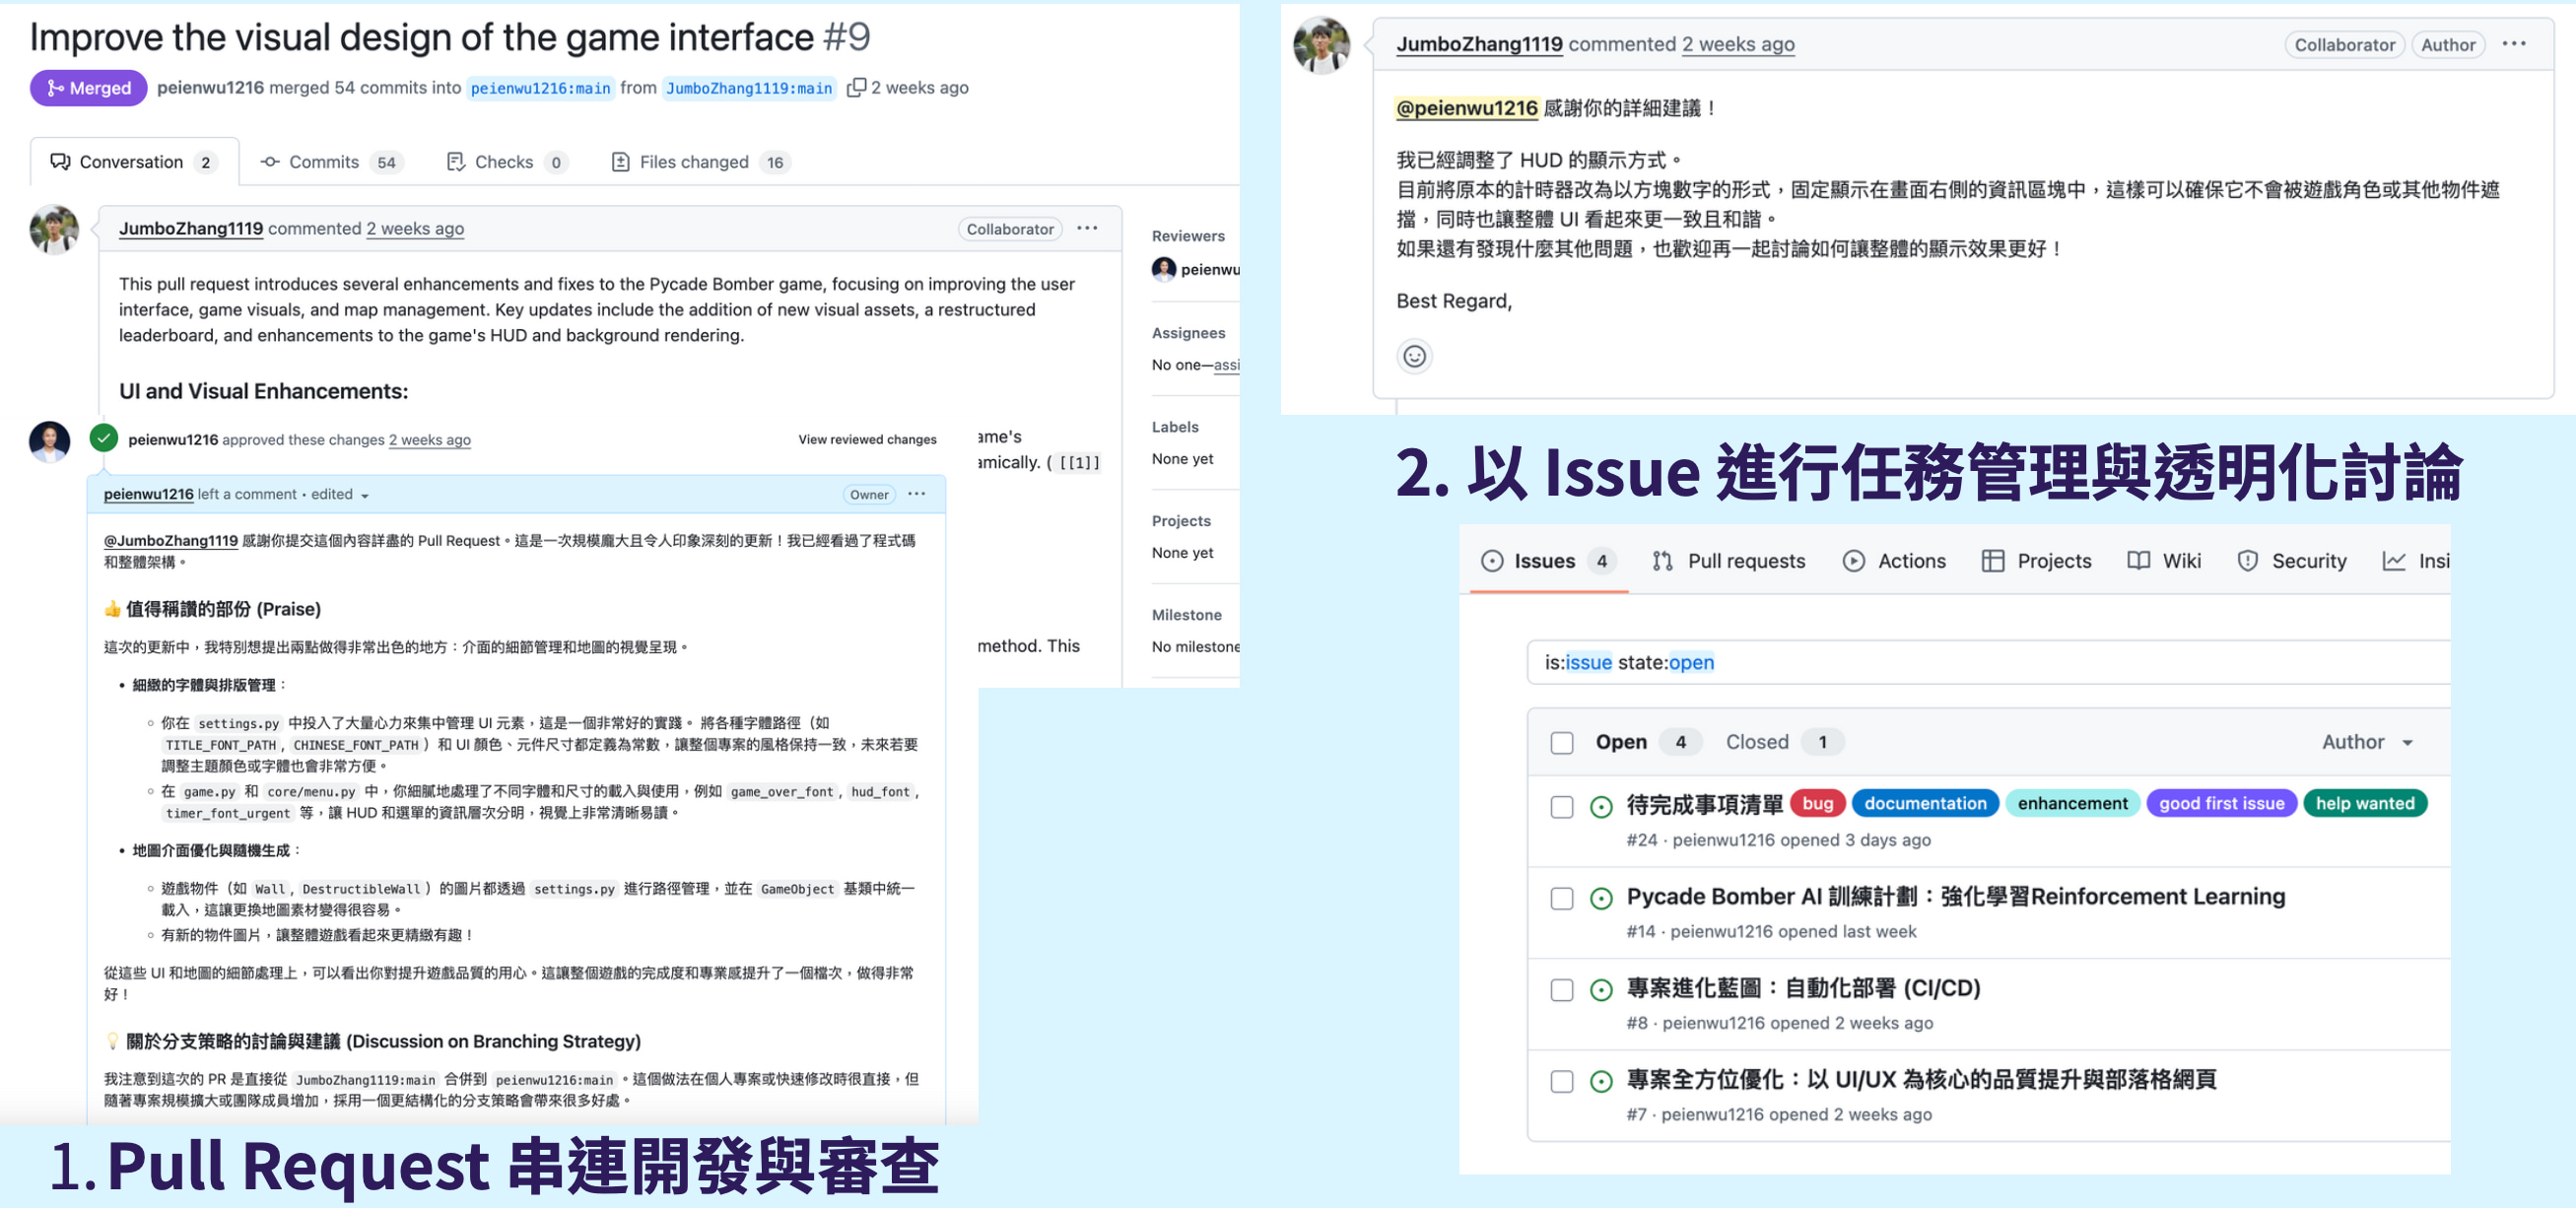 Improve the visual design of the game interface #9
Merged peienwu1216 merged 54 commits into peienwu1216:main from JumboZhang1119:main 2 weeks ago
Conversation 2 Commits 54 Checks 0 Files changed 16
JumboZhang1119 commented 2 weeks ago Collaborator ...
This pull request introduces several enhancements and fixes to the Pycade Bomber game, focusing on improving the user
interface, game visuals, and map management. Key updates include the addition of new visual assets, a restructured
leaderboard, and enhancements to the game's HUD and background rendering.
UI and Visual Enhancements:
ame's
amically. ( [[1]]
method. This
Reviewers
peienwu
Assignees
No one—assi
Labels
None yet
Projects
None yet
Milestone
No milestone
peienwu1216 approved these changes 2 weeks ago View reviewed changes
peienwu1216 left a comment • edited Owner ...
@JumboZhang1119 感謝你提交這個內容詳盡的 Pull Request。這是一次規模龐大且令人印象深刻的更新！我已經看過了程式碼
和整體架構。
👍 值得稱讚的部份 (Praise)
這次的更新中，我特別想提出兩點做得非常出色的地方：介面的細節管理和地圖的視覺呈現。
• 細緻的字體與排版管理：
◦ 你在 settings.py 中投入了大量心力來集中管理 UI 元素，這是一個非常好的實踐。 將各種字體路徑（如
TITLE_FONT_PATH, CHINESE_FONT_PATH）和 UI 顏色、元件尺寸都定義為常數，讓整個專案的風格保持一致，未來若要
調整主題顏色或字體也會非常方便。
◦ 在 game.py 和 core/menu.py 中，你細膩地處理了不同字體和尺寸的載入與使用，例如 game_over_font, hud_font,
timer_font_urgent 等，讓 HUD 和選單的資訊層次分明，視覺上非常清晰易讀。
• 地圖介面優化與隨機生成：
◦ 遊戲物件（如 Wall, DestructibleWall）的圖片都透過 settings.py 進行路徑管理，並在 GameObject 基類中統一
載入，這讓更換地圖素材變得很容易。
◦ 有新的物件圖片，讓整體遊戲看起來更精緻有趣！
從這些 UI 和地圖的細節處理上，可以看出你對提升遊戲品質的用心。這讓整個遊戲的完成度和專業感提升了一個檔次，做得非常
好！
💡 關於分支策略的討論與建議 (Discussion on Branching Strategy)
我注意到這次的 PR 是直接從 JumboZhang1119:main 合併到 peienwu1216:main 。這個做法在個人專案或快速修改時很直接，但
隨著專案規模擴大或團隊成員增加，採用一個更結構化的分支策略會帶來很多好處。
1. Pull Request 串連開發與審查
JumboZhang1119 commented 2 weeks ago Collaborator Author ...
@peienwu1216 感謝你的詳細建議！
我已經調整了 HUD 的顯示方式。
目前將原本的計時器改為以方塊數字的形式，固定顯示在畫面右側的資訊區塊中，這樣可以確保它不會被遊戲角色或其他物件遮
擋，同時也讓整體 UI 看起來更一致且和諧。
如果還有發現什麼其他問題，也歡迎再一起討論如何讓整體的顯示效果更好！
Best Regard,
2. 以 Issue 進行任務管理與透明化討論
Issues 4 Pull requests Actions Projects Wiki Security Insi
is:issue state:open
Open 4 Closed 1 Author
待完成事項清單 bug documentation enhancement good first issue help wanted
#24 · peienwu1216 opened 3 days ago
Pycade Bomber AI 訓練計劃：強化學習Reinforcement Learning
#14 · peienwu1216 opened last week
專案進化藍圖：自動化部署 (CI/CD)
#8 · peienwu1216 opened 2 weeks ago
專案全方位優化：以 UI/UX 為核心的品質提升與部落格網頁
#7 · peienwu1216 opened 2 weeks ago